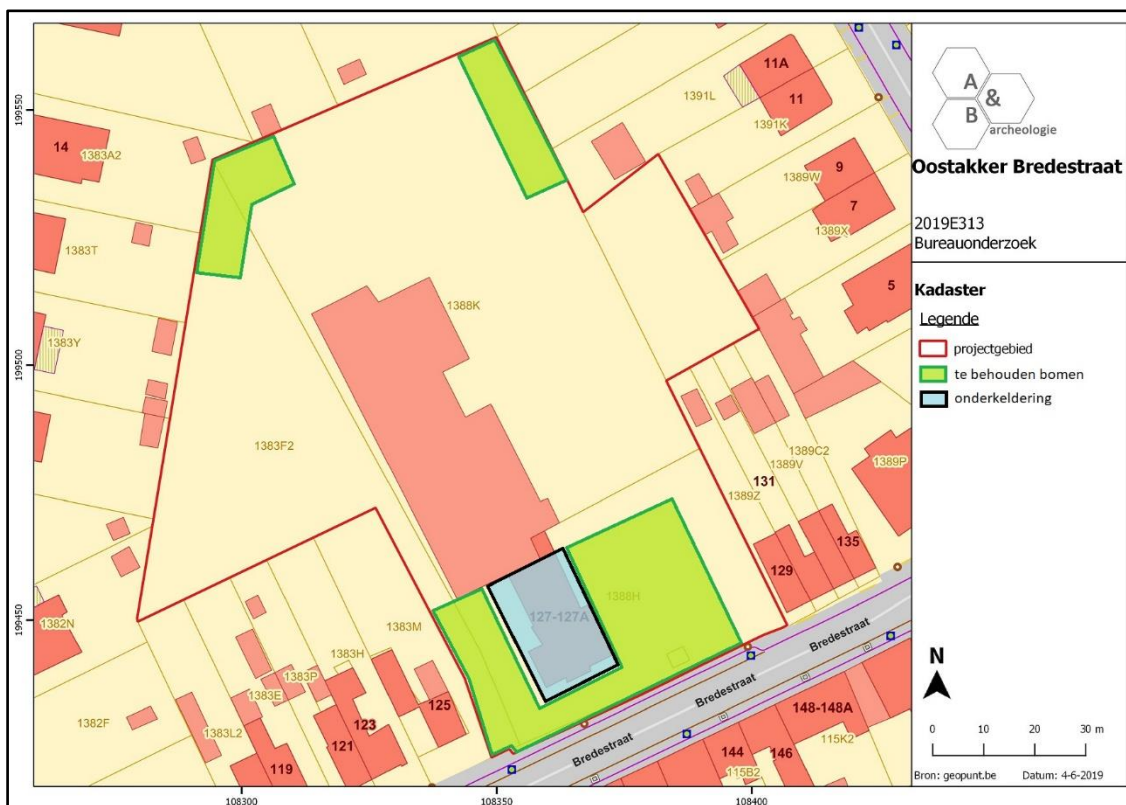 11A
1391L
11
1391K
14
1383A2
9
1389W
7
1389X
1383T
5
1388K
1383Y
1383F2
1389C2
1389V
1389P
131
1389Z
135
129
127-127A
1388H
1382N
1383M
1383H
1383P
1383E
1382F
1383L2
125
123
121
119
Bredestraat
Bredestraat
Bredestraat
148-148A
115K2
144
146
115B2
199550
199500
199450
108300
108350
108400
A
&
B
archeologie
Oostakker Bredestraat
2019E313
Bureauonderzoek
Kadaster
Legende
projectgebied
te behouden bomen
onderkeldering
N
0 10 20 30 m
Bron: geopunt.be Datum: 4-6-2019